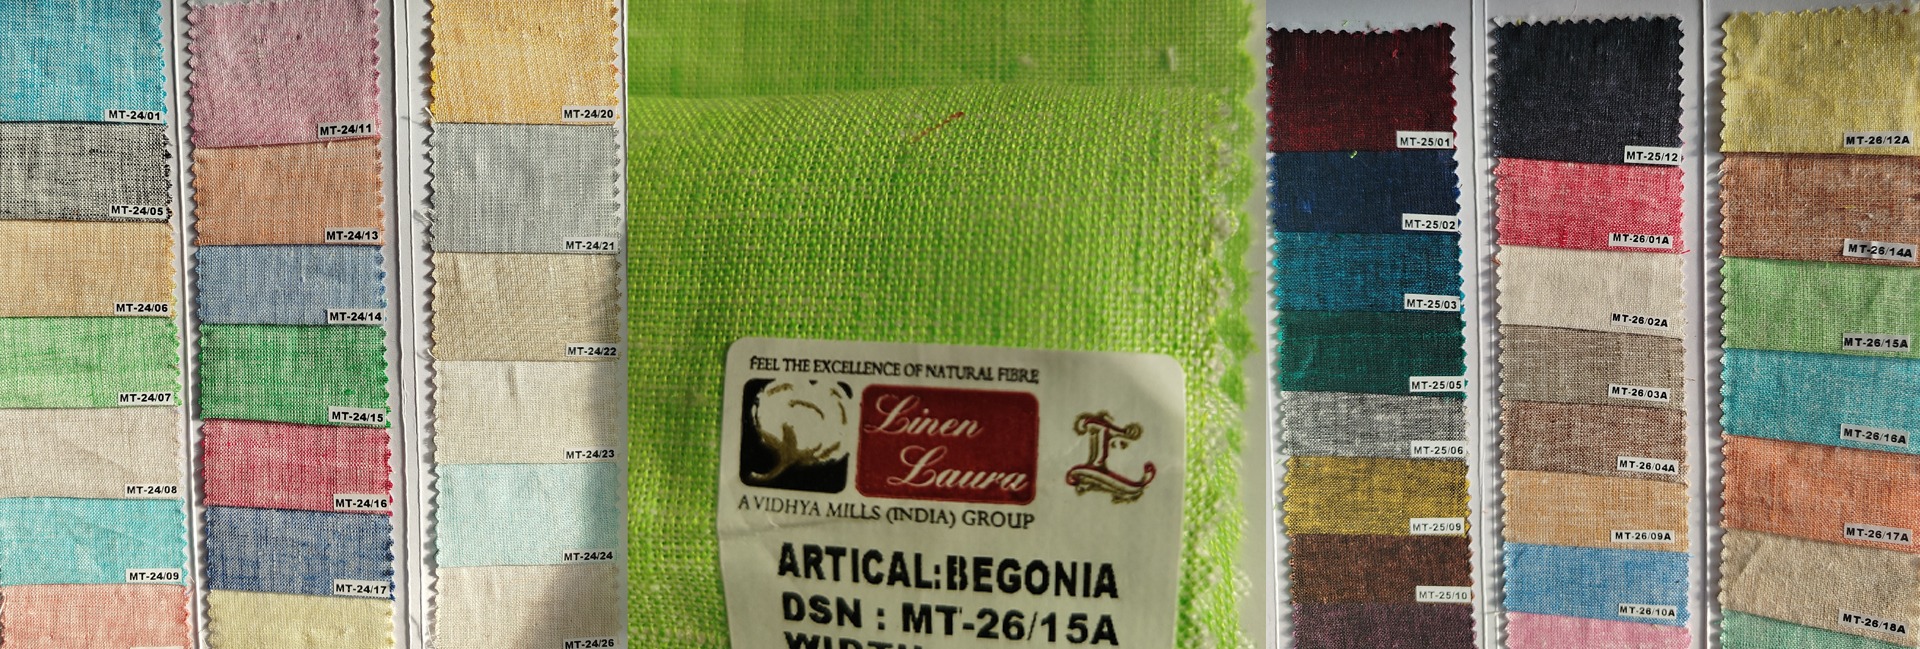 MT-24/01
MT-24/05
MT-24/06
MT-24/07
MT-24/08
MT-24/09
MT-24/11
MT-24/13
MT-24/14
MT-24/15
MT-24/16
MT-24/17
MT-24/20
MT-24/21
MT-24/22
MT-24/23
MT-24/24
MT-24/26
FEEL THE EXCELLENCE OF NATURAL FIBRE
Linen
Laura
L
A VIDHYA MILLS (INDIA) GROUP
ARTICAL:BEGONIA
DSN : MT-26/15A
WIDTH
MT-25/01
MT-25/02
MT-25/03
MT-25/05
MT-25/06
MT-25/09
MT-25/10
MT-25/12
MT-26/01A
MT-26/02A
MT-26/03A
MT-26/04A
MT-26/09A
MT-26/10A
MT-26/12A
MT-26/14A
MT-26/15A
MT-26/16A
MT-26/17A
MT-26/18A